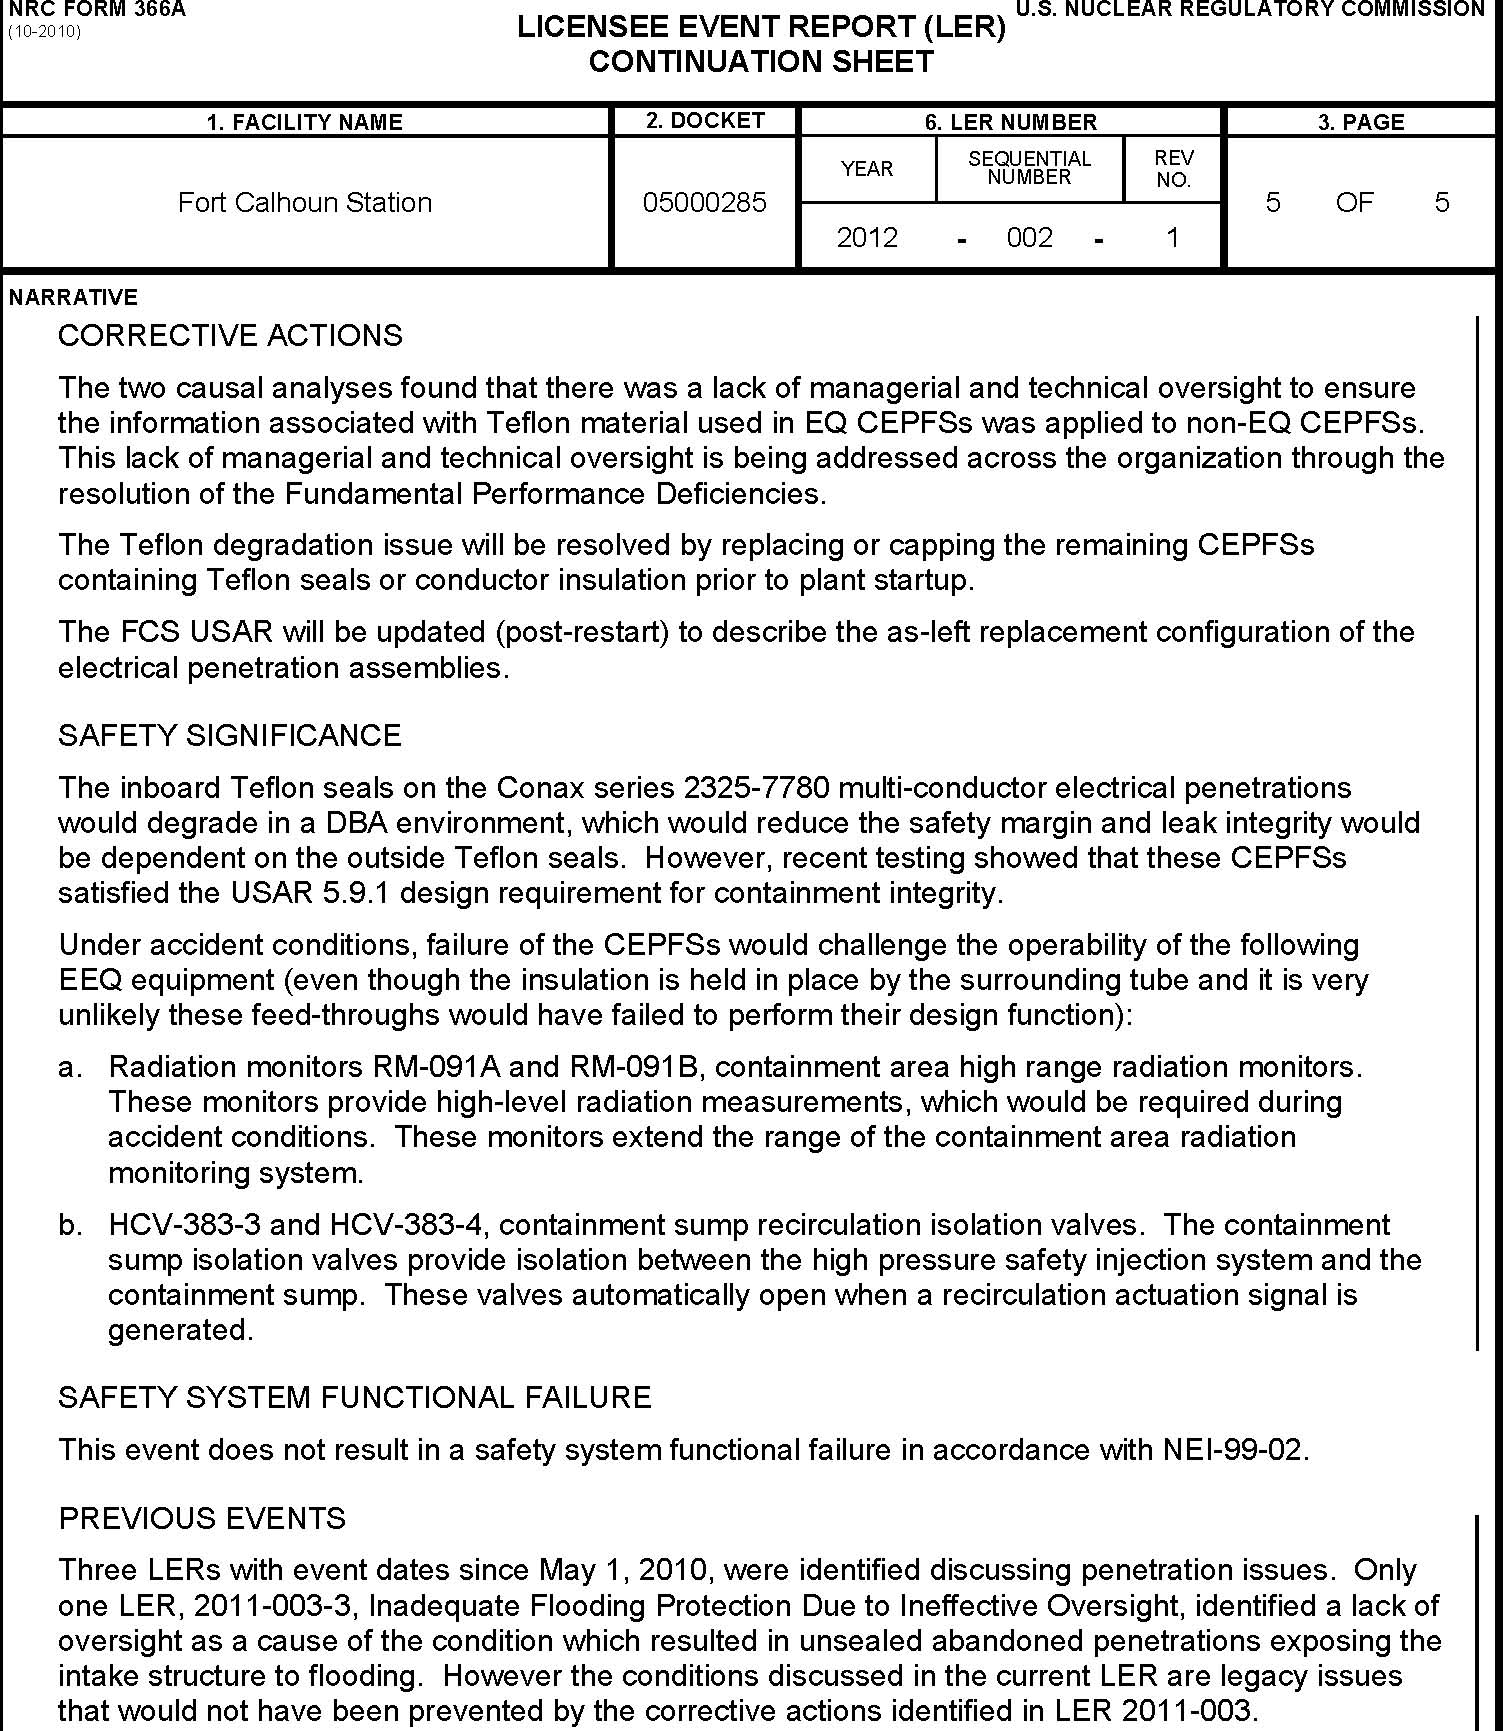 NRC FORM 366A
(10-2010)
U.S. NUCLEAR REGULATORY COMMISSION
LICENSEE EVENT REPORT (LER)
CONTINUATION SHEET
1. FACILITY NAME
2. DOCKET
6. LER NUMBER
3. PAGE
Fort Calhoun Station
05000285
YEAR
SEQUENTIAL
NUMBER
REV
NO.
2012 - 002 - 1
5 OF 5
NARRATIVE
CORRECTIVE ACTIONS
The two causal analyses found that there was a lack of managerial and technical oversight to ensure
the information associated with Teflon material used in EQ CEPFSs was applied to non-EQ CEPFSs.
This lack of managerial and technical oversight is being addressed across the organization through the
resolution of the Fundamental Performance Deficiencies.
The Teflon degradation issue will be resolved by replacing or capping the remaining CEPFSs
containing Teflon seals or conductor insulation prior to plant startup.
The FCS USAR will be updated (post-restart) to describe the as-left replacement configuration of the
electrical penetration assemblies.
SAFETY SIGNIFICANCE
The inboard Teflon seals on the Conax series 2325-7780 multi-conductor electrical penetrations
would degrade in a DBA environment, which would reduce the safety margin and leak integrity would
be dependent on the outside Teflon seals. However, recent testing showed that these CEPFSs
satisfied the USAR 5.9.1 design requirement for containment integrity.
Under accident conditions, failure of the CEPFSs would challenge the operability of the following
EEQ equipment (even though the insulation is held in place by the surrounding tube and it is very
unlikely these feed-throughs would have failed to perform their design function):
a. Radiation monitors RM-091A and RM-091B, containment area high range radiation monitors.
These monitors provide high-level radiation measurements, which would be required during
accident conditions. These monitors extend the range of the containment area radiation
monitoring system.
b. HCV-383-3 and HCV-383-4, containment sump recirculation isolation valves. The containment
sump isolation valves provide isolation between the high pressure safety injection system and the
containment sump. These valves automatically open when a recirculation actuation signal is
generated.
SAFETY SYSTEM FUNCTIONAL FAILURE
This event does not result in a safety system functional failure in accordance with NEI-99-02.
PREVIOUS EVENTS
Three LERs with event dates since May 1, 2010, were identified discussing penetration issues. Only
one LER, 2011-003-3, Inadequate Flooding Protection Due to Ineffective Oversight, identified a lack of
oversight as a cause of the condition which resulted in unsealed abandoned penetrations exposing the
intake structure to flooding. However the conditions discussed in the current LER are legacy issues
that would not have been prevented by the corrective actions identified in LER 2011-003.